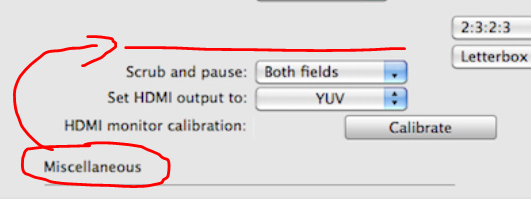 2:3:2:3
Letterbox
Scrub and pause: Both fields
Set HDMI output to: YUV
HDMI monitor calibration: Calibrate
Miscellaneous